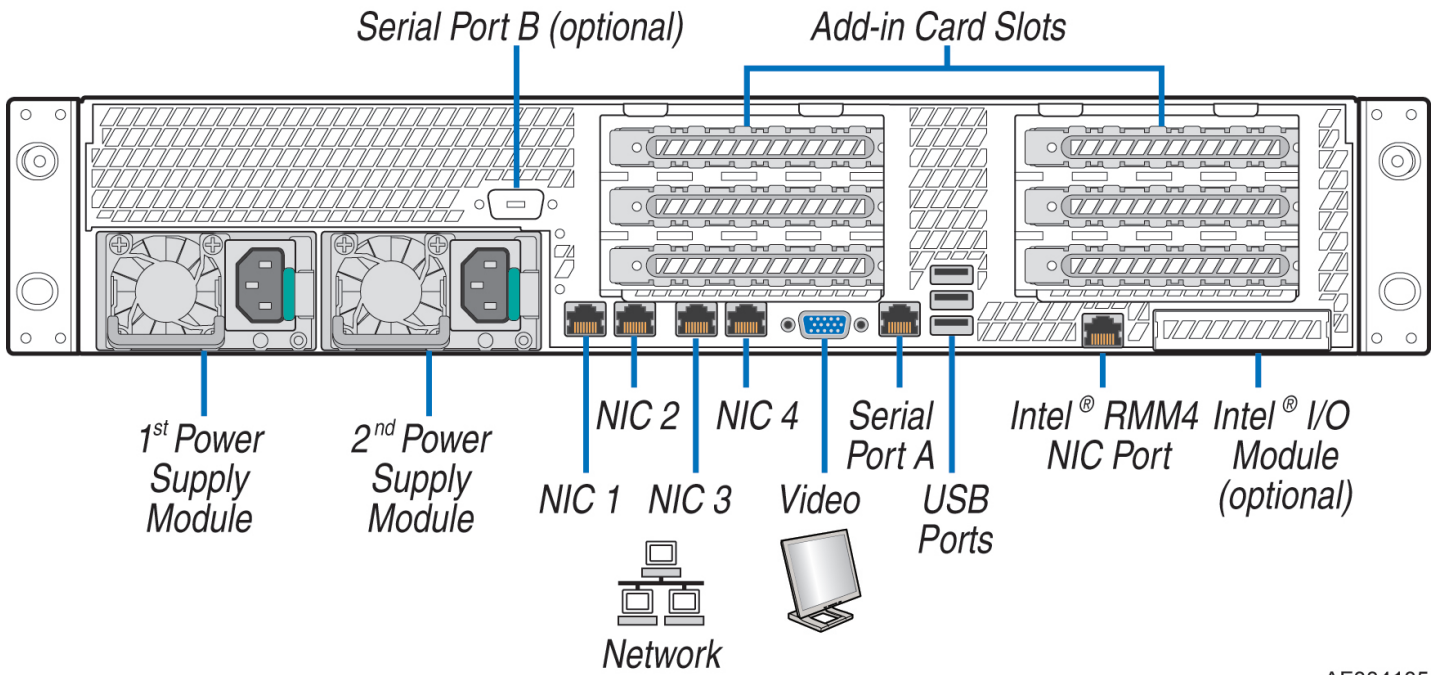 Serial Port B (optional)
Add-in Card Slots
1st Power
Supply
Module
2nd Power
Supply
Module
NIC 1
NIC 2
NIC 3
NIC 4
Video
Serial
Port A
USB
Ports
Intel ® RMM4
NIC Port
Intel ® I/O
Module
(optional)
Network